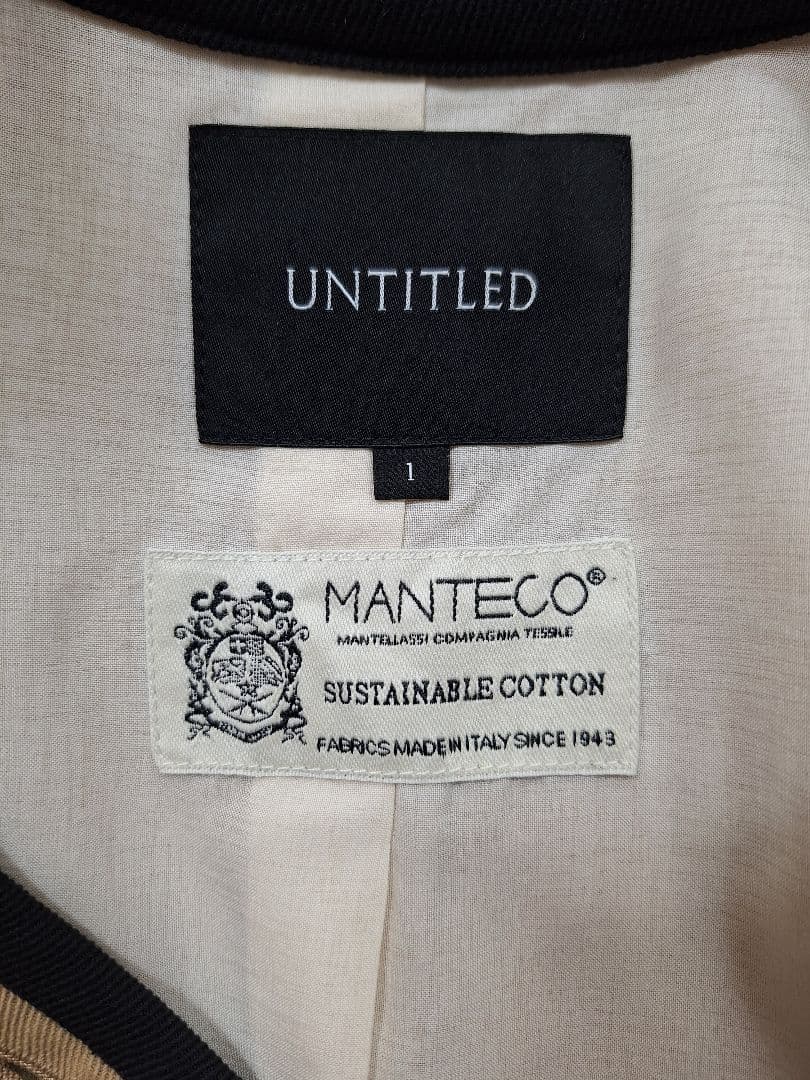 UNTITLED
1
MANTECO®
MANTELLASSI COMPAGNIA TESSILE
SUSTAINABLE COTTON
FABRICS MADE IN ITALY SINCE 1943